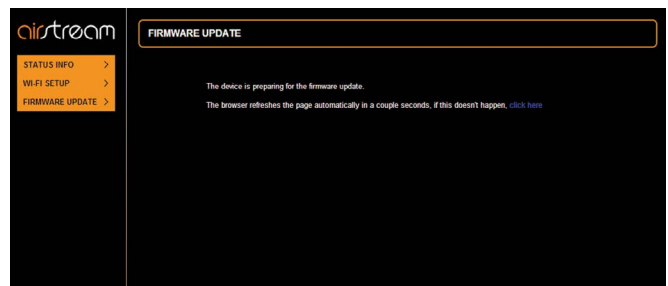 airstream
FIRMWARE UPDATE
STATUS INFO >
WI-FI SETUP >
FIRMWARE UPDATE >
The device is preparing for the firmware update.
The browser refreshes the page automatically in a couple seconds, if this doesn't happen, click here